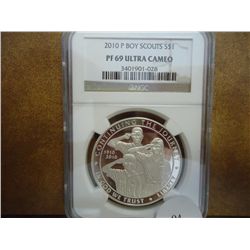 2010 P BOY SCOUTS S$1
PF 69 ULTRA CAMEO
3401901-028
NGC
CONTINUING THE JOURNEY
1910
2010
IN GOD WE TRUST
LIBERTY